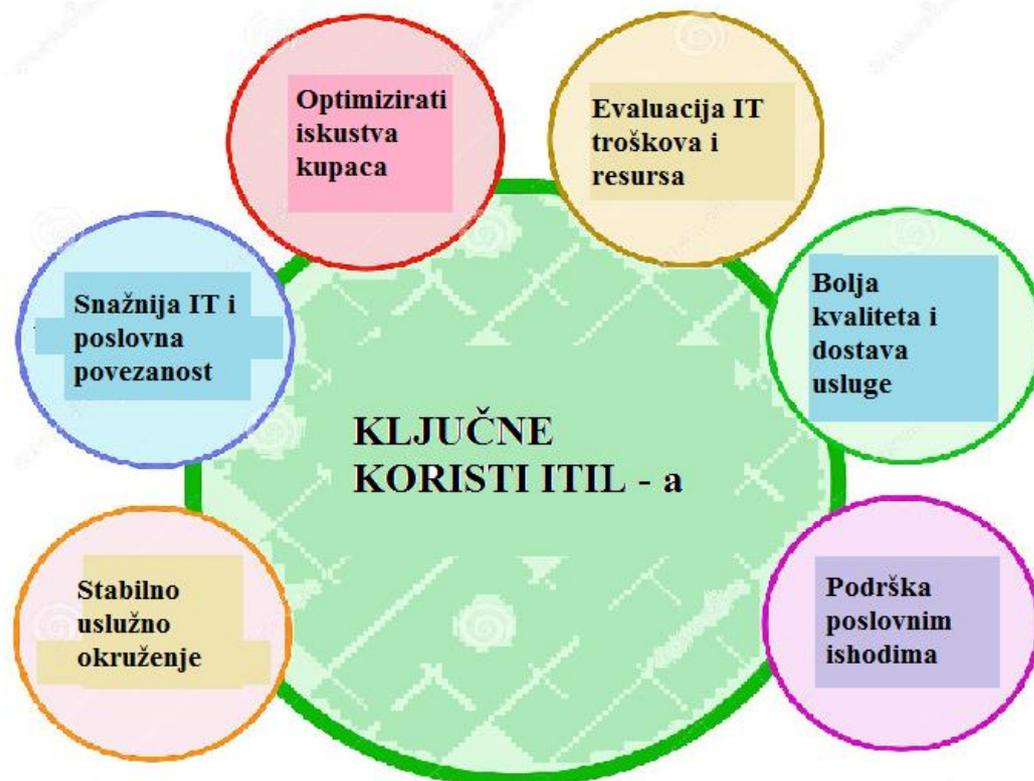 Optimizirati
iskustva
kupaca
Evaluacija IT
troškova i
resursa
Snažnija IT i
poslovna
povezanost
Bolja
kvaliteta i
dostava
usluge
KLJUČNE
KORISTI ITIL - a
Stabilno
uslužno
okruženje
Podrška
poslovnim
ishodima